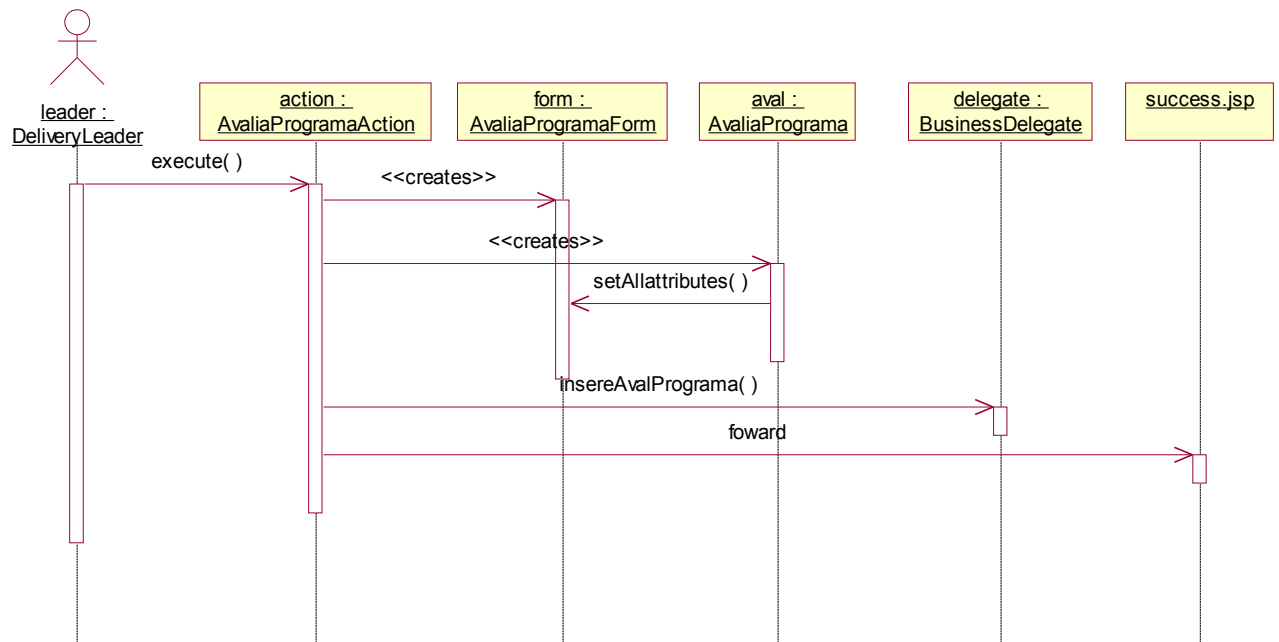 leader :
DeliveryLeader
action :
AvaliaProgramaAction
form :
AvaliaProgramaForm
aval :
AvaliaPrograma
delegate :
BusinessDelegate
success.jsp
execute( )
<<creates>>
<<creates>>
setAllattributes( )
insereAvalPrograma( )
foward